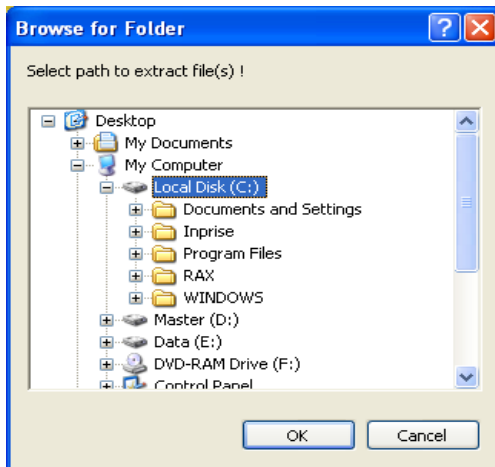 Browse for Folder
Select path to extract file(s) !
Desktop
My Documents
My Computer
Local Disk (C:)
Documents and Settings
Inprise
Program Files
RAX
WINDOWS
Master (D:)
Data (E:)
DVD-RAM Drive (F:)
Control Panel
OK Cancel